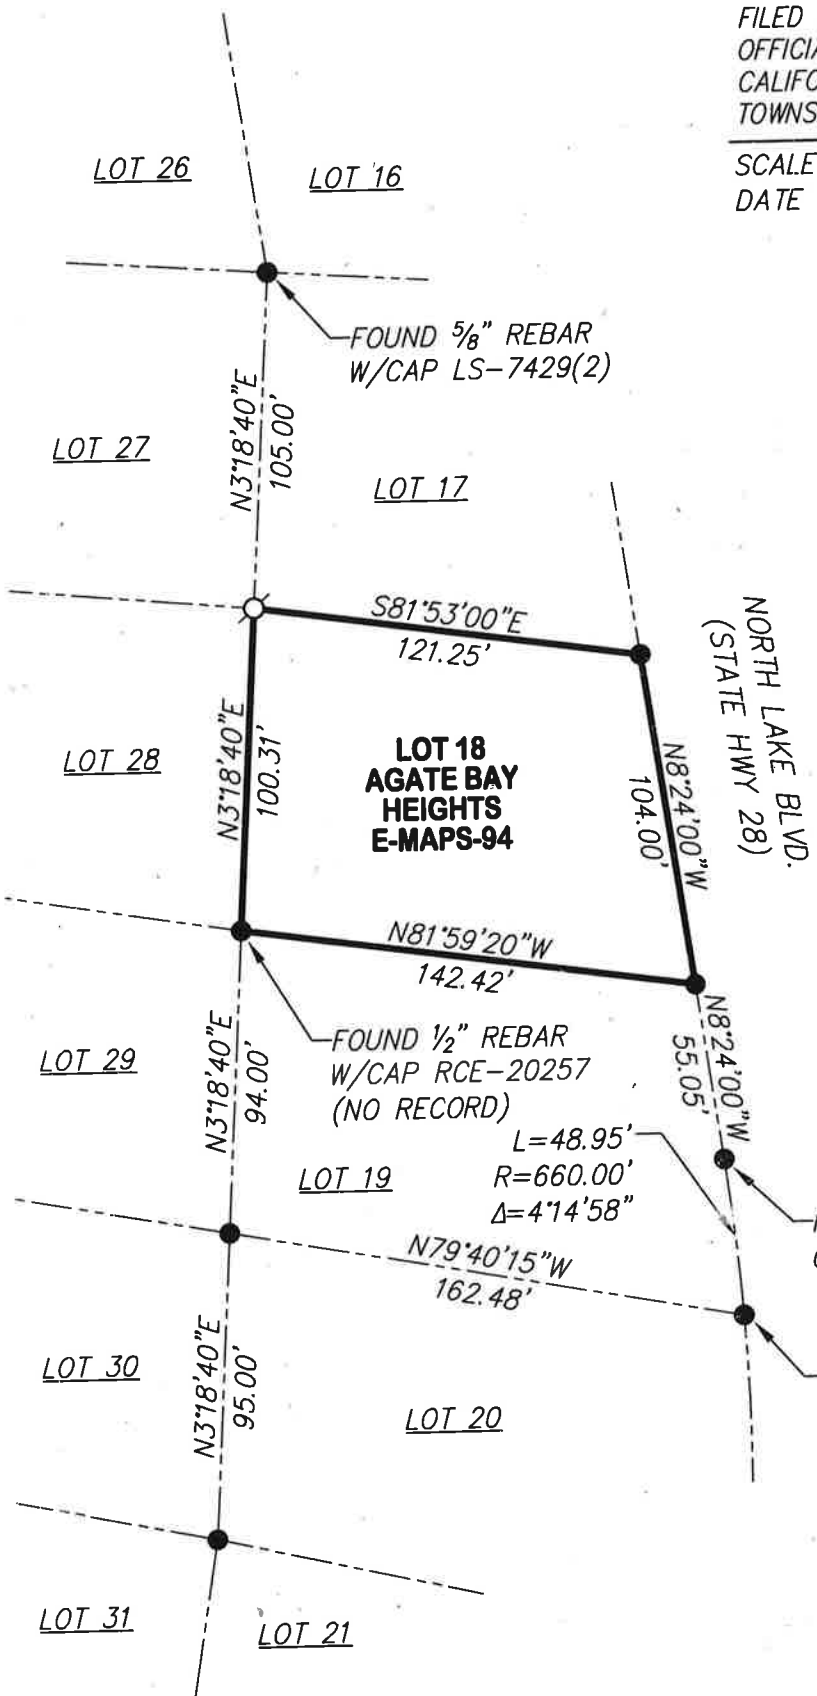 FILED
OFFICIA
CALIFO
TOWNS
SCALE
DATE
LOT 26
LOT 16
FOUND 5/8" REBAR
W/CAP LS-7429(2)
N3°18'40"E
105.00'
LOT 27
LOT 17
S81°53'00"E
121.25'
NORTH LAKE BLVD.
(STATE HWY 28)
LOT 28
N3°18'40"E
100.31'
LOT 18
AGATE BAY
HEIGHTS
E-MAPS-94
N8°24'00"W
104.00'
N81°59'20"W
142.42'
FOUND 1/2" REBAR
W/CAP RCE-20257
(NO RECORD)
LOT 29
N3°18'40"E
94.00'
N8°24'00"W
55.05'
L=48.95'
R=660.00'
Δ=4°14'58"
LOT 19
N79°40'15"W
162.48'
LOT 30
N3°18'40"E
95.00'
LOT 20
LOT 31
LOT 21